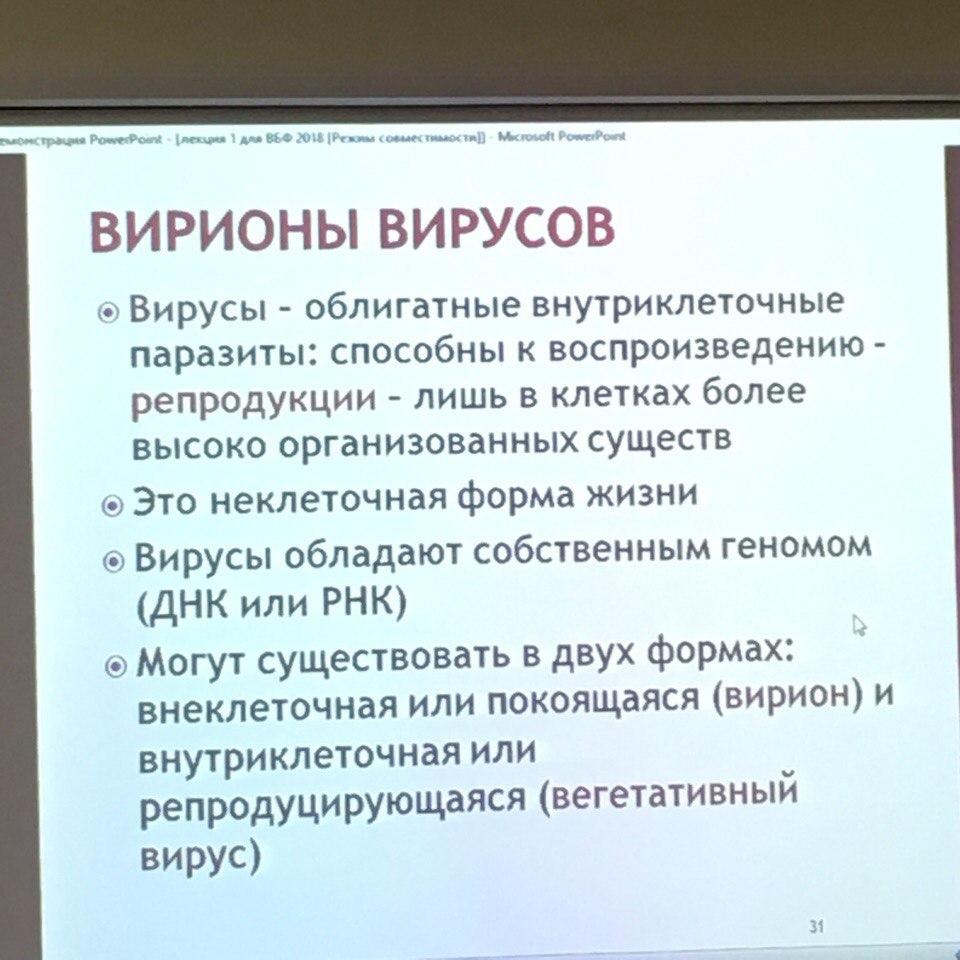 емонстрация PowerPoint - [лекция 1 для ВБФ 2018 [Режим совместимости]] - Microsoft PowerPoint
ВИРИОНЫ ВИРУСОВ
Вирусы - облигатные внутриклеточные
паразиты: способны к воспроизведению -
репродукции - лишь в клетках более
высоко организованных существ
Это неклеточная форма жизни
Вирусы обладают собственным геномом
(ДНК или РНК)
Могут существовать в двух формах:
внеклеточная или покоящаяся (вирион) и
внутриклеточная или
репродуцирующаяся (вегетативный
вирус)
31